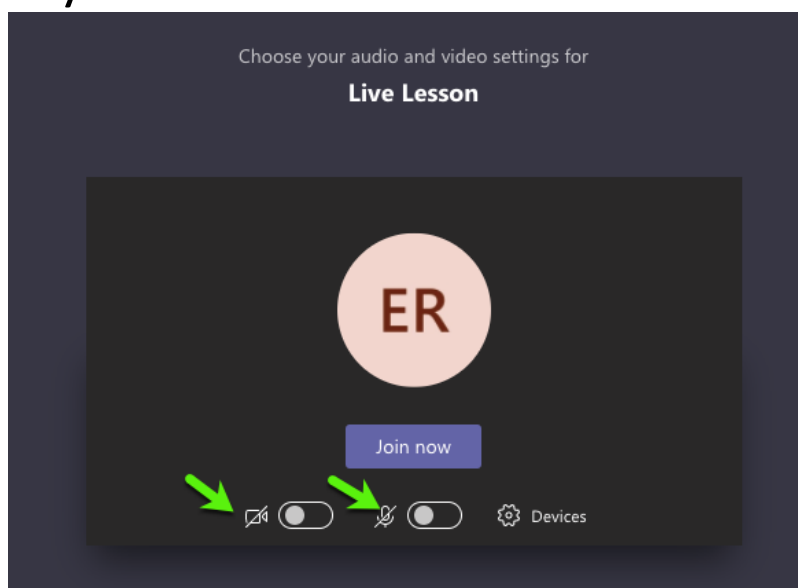 Choose your audio and video settings for
Live Lesson
ER
Join now
Devices